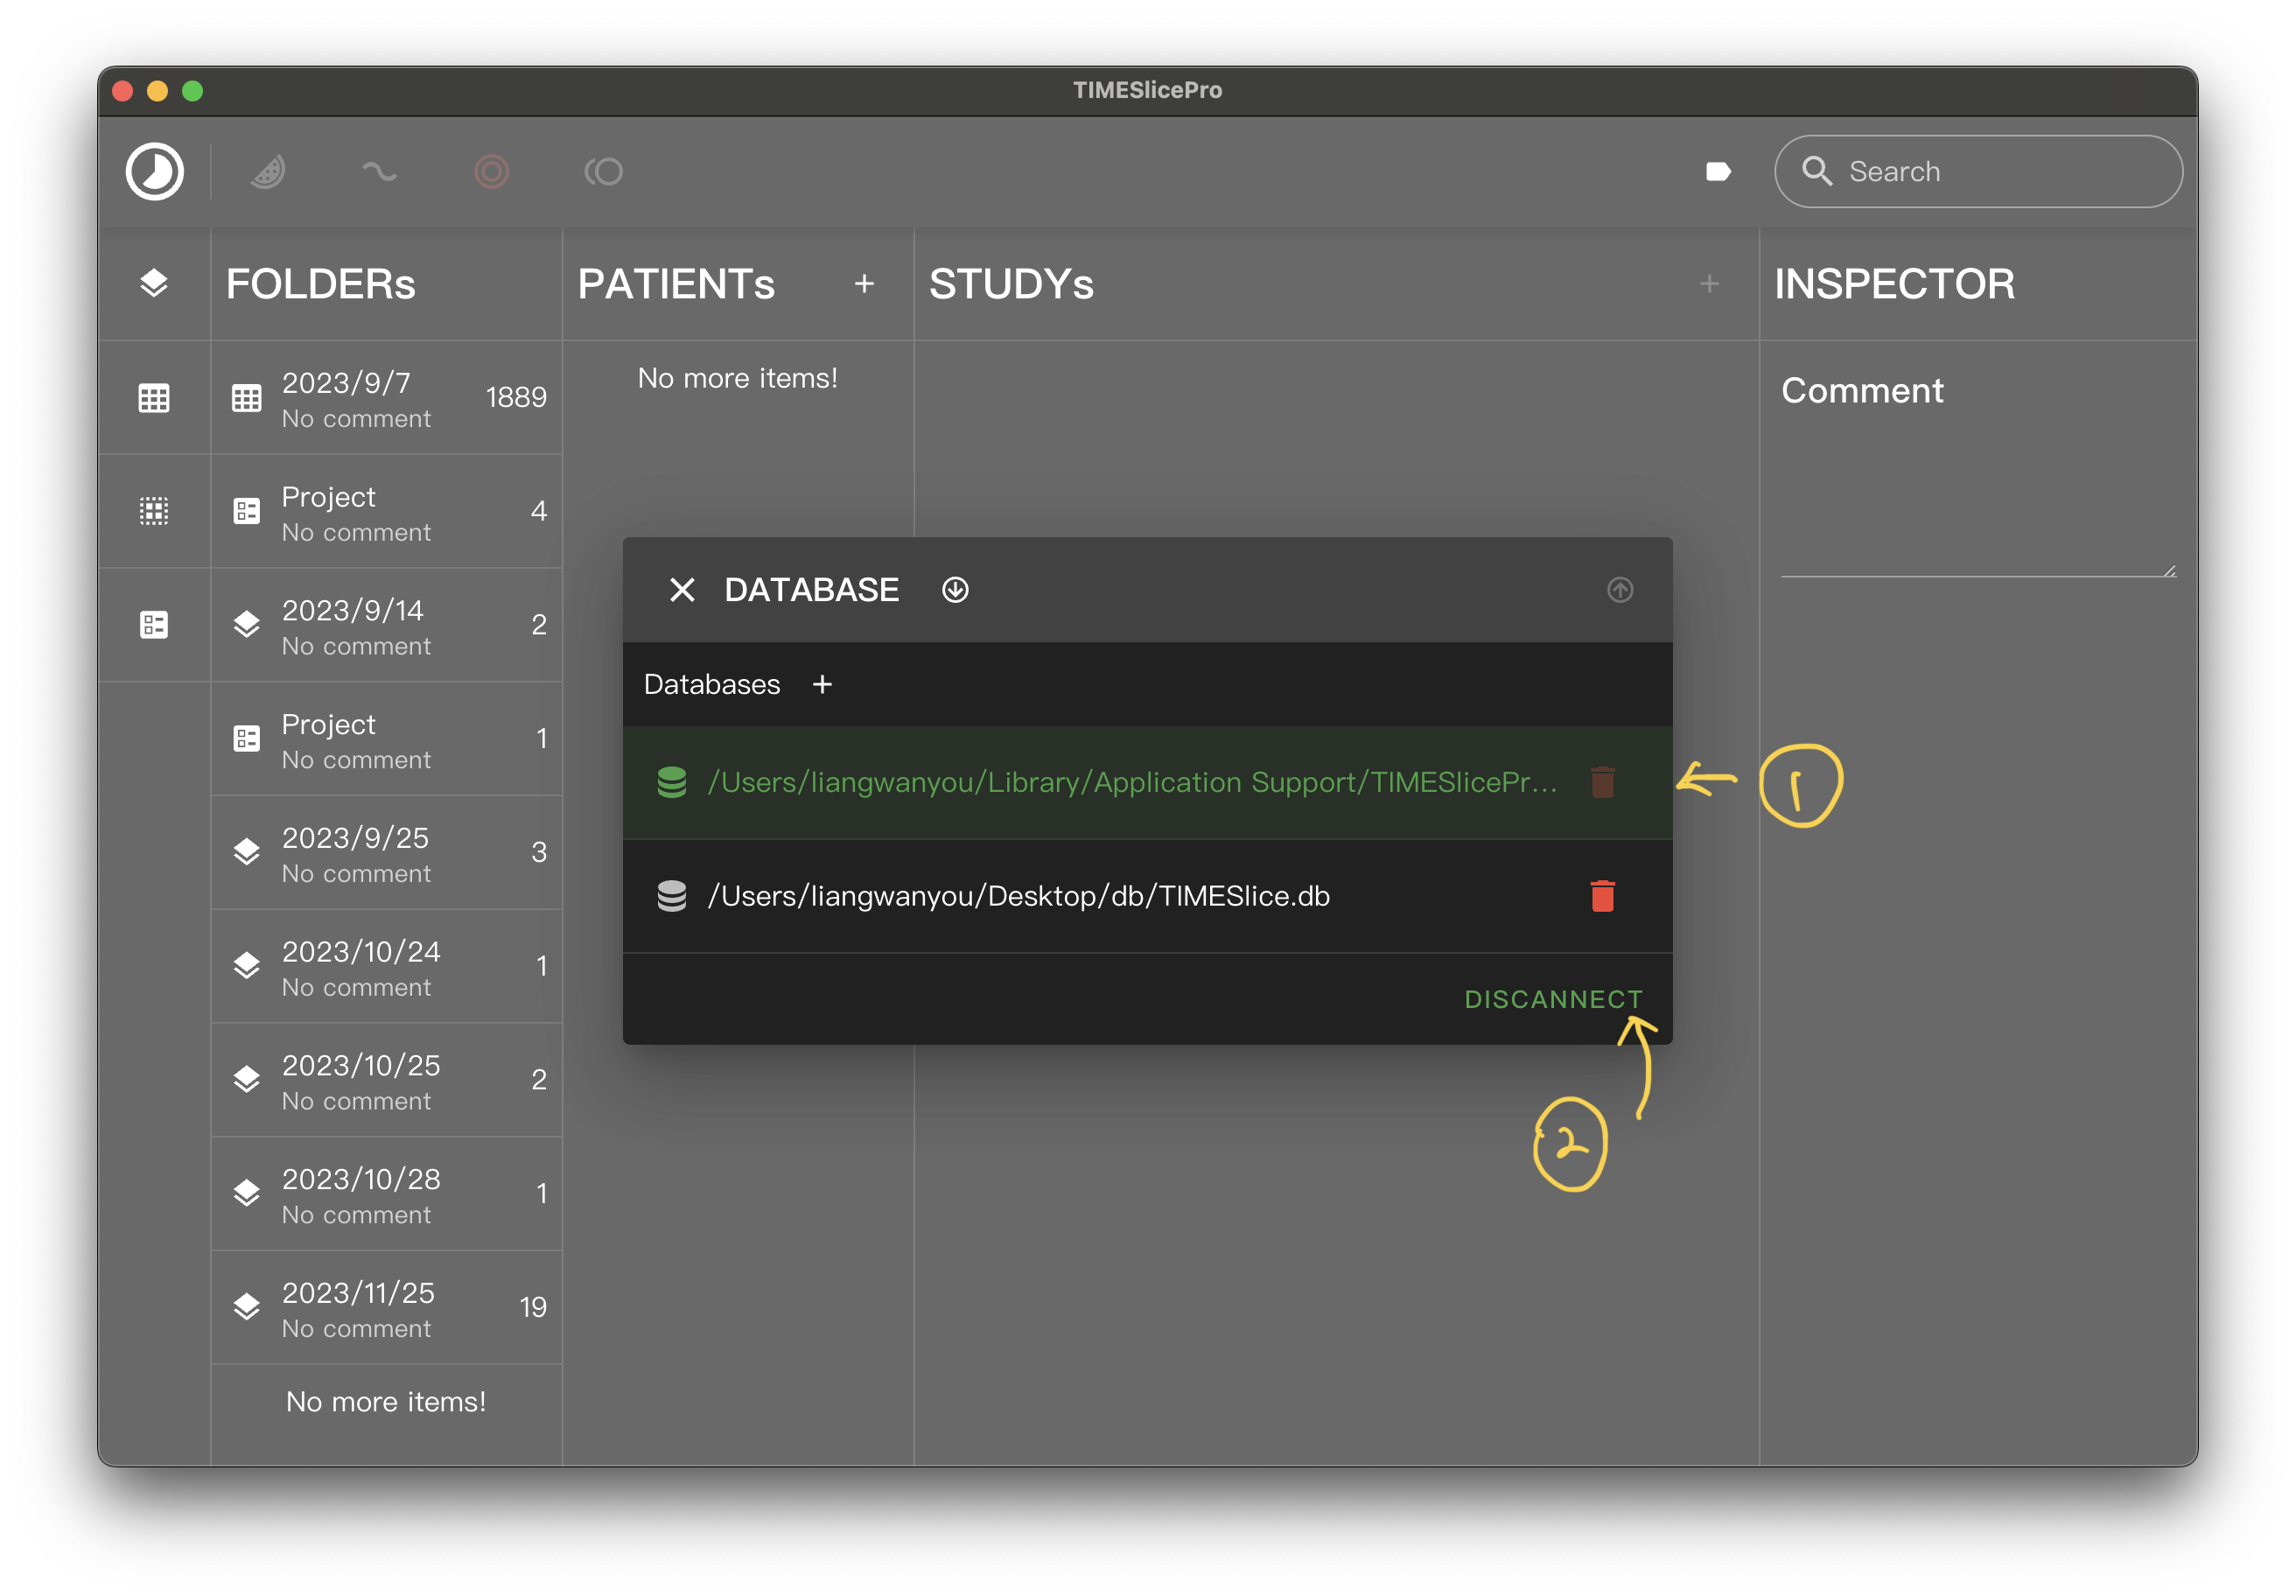 TIMESlicePro
Search
FOLDERs
PATIENTs +
STUDYs +
INSPECTOR
2023/9/7 1889
No comment
Project 4
No comment
2023/9/14 2
No comment
Project 1
No comment
2023/9/25 3
No comment
2023/10/24 1
No comment
2023/10/25 2
No comment
2023/10/28 1
No comment
2023/11/25 19
No comment
No more items!
No more items!
Comment
DATABASE
Databases +
/Users/liangwanyou/Library/Application Support/TIMESlicePr...
1
/Users/liangwanyou/Desktop/db/TIMESlice.db
DISCANNECT
2